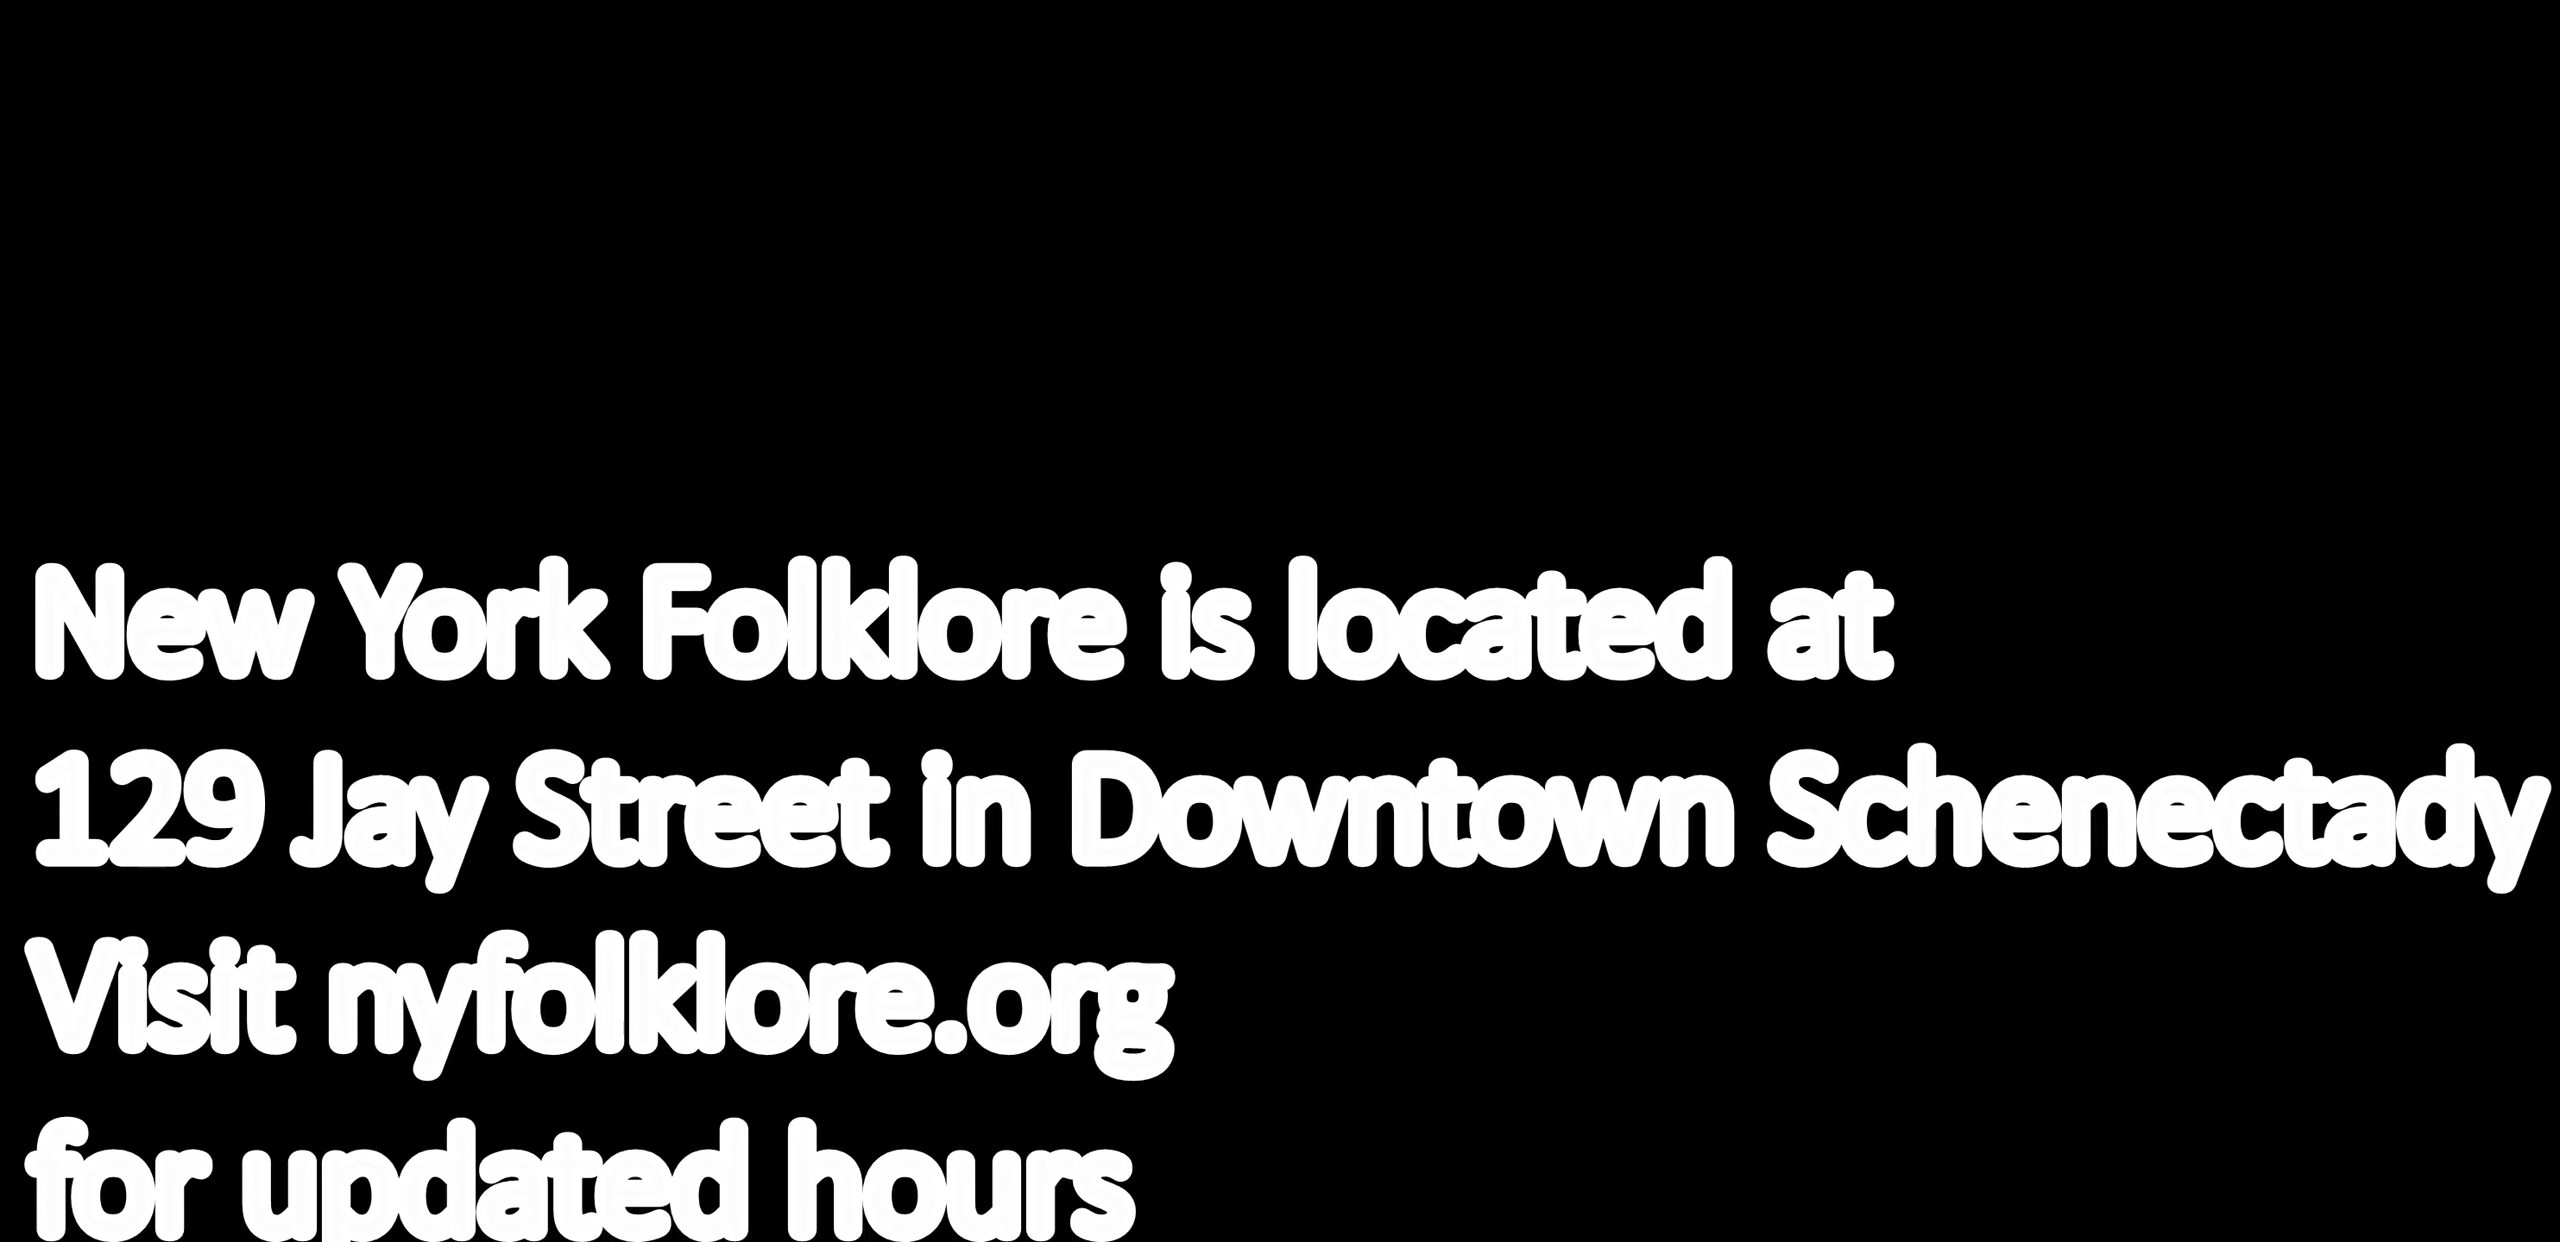 New York Folklore is located at
129 Jay Street in Downtown Schenectady
Visit nyfolklore.org
for updated hours